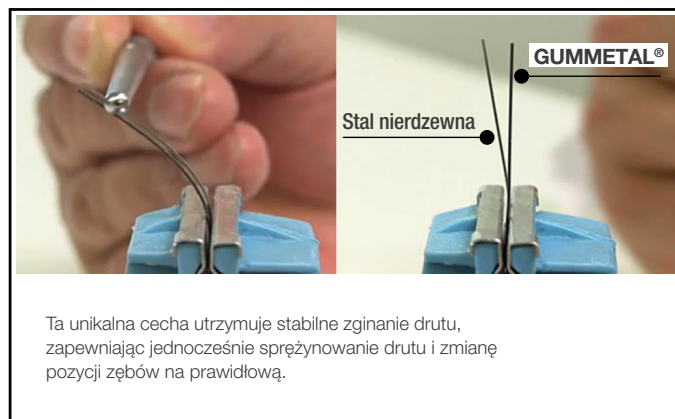 GUMMETAL®
Stal nierdzewna
Ta unikalna cecha utrzymuje stabilne zginanie drutu,
zapewniając jednocześnie sprężynowanie drutu i zmianę
pozycji zębów na prawidłową.